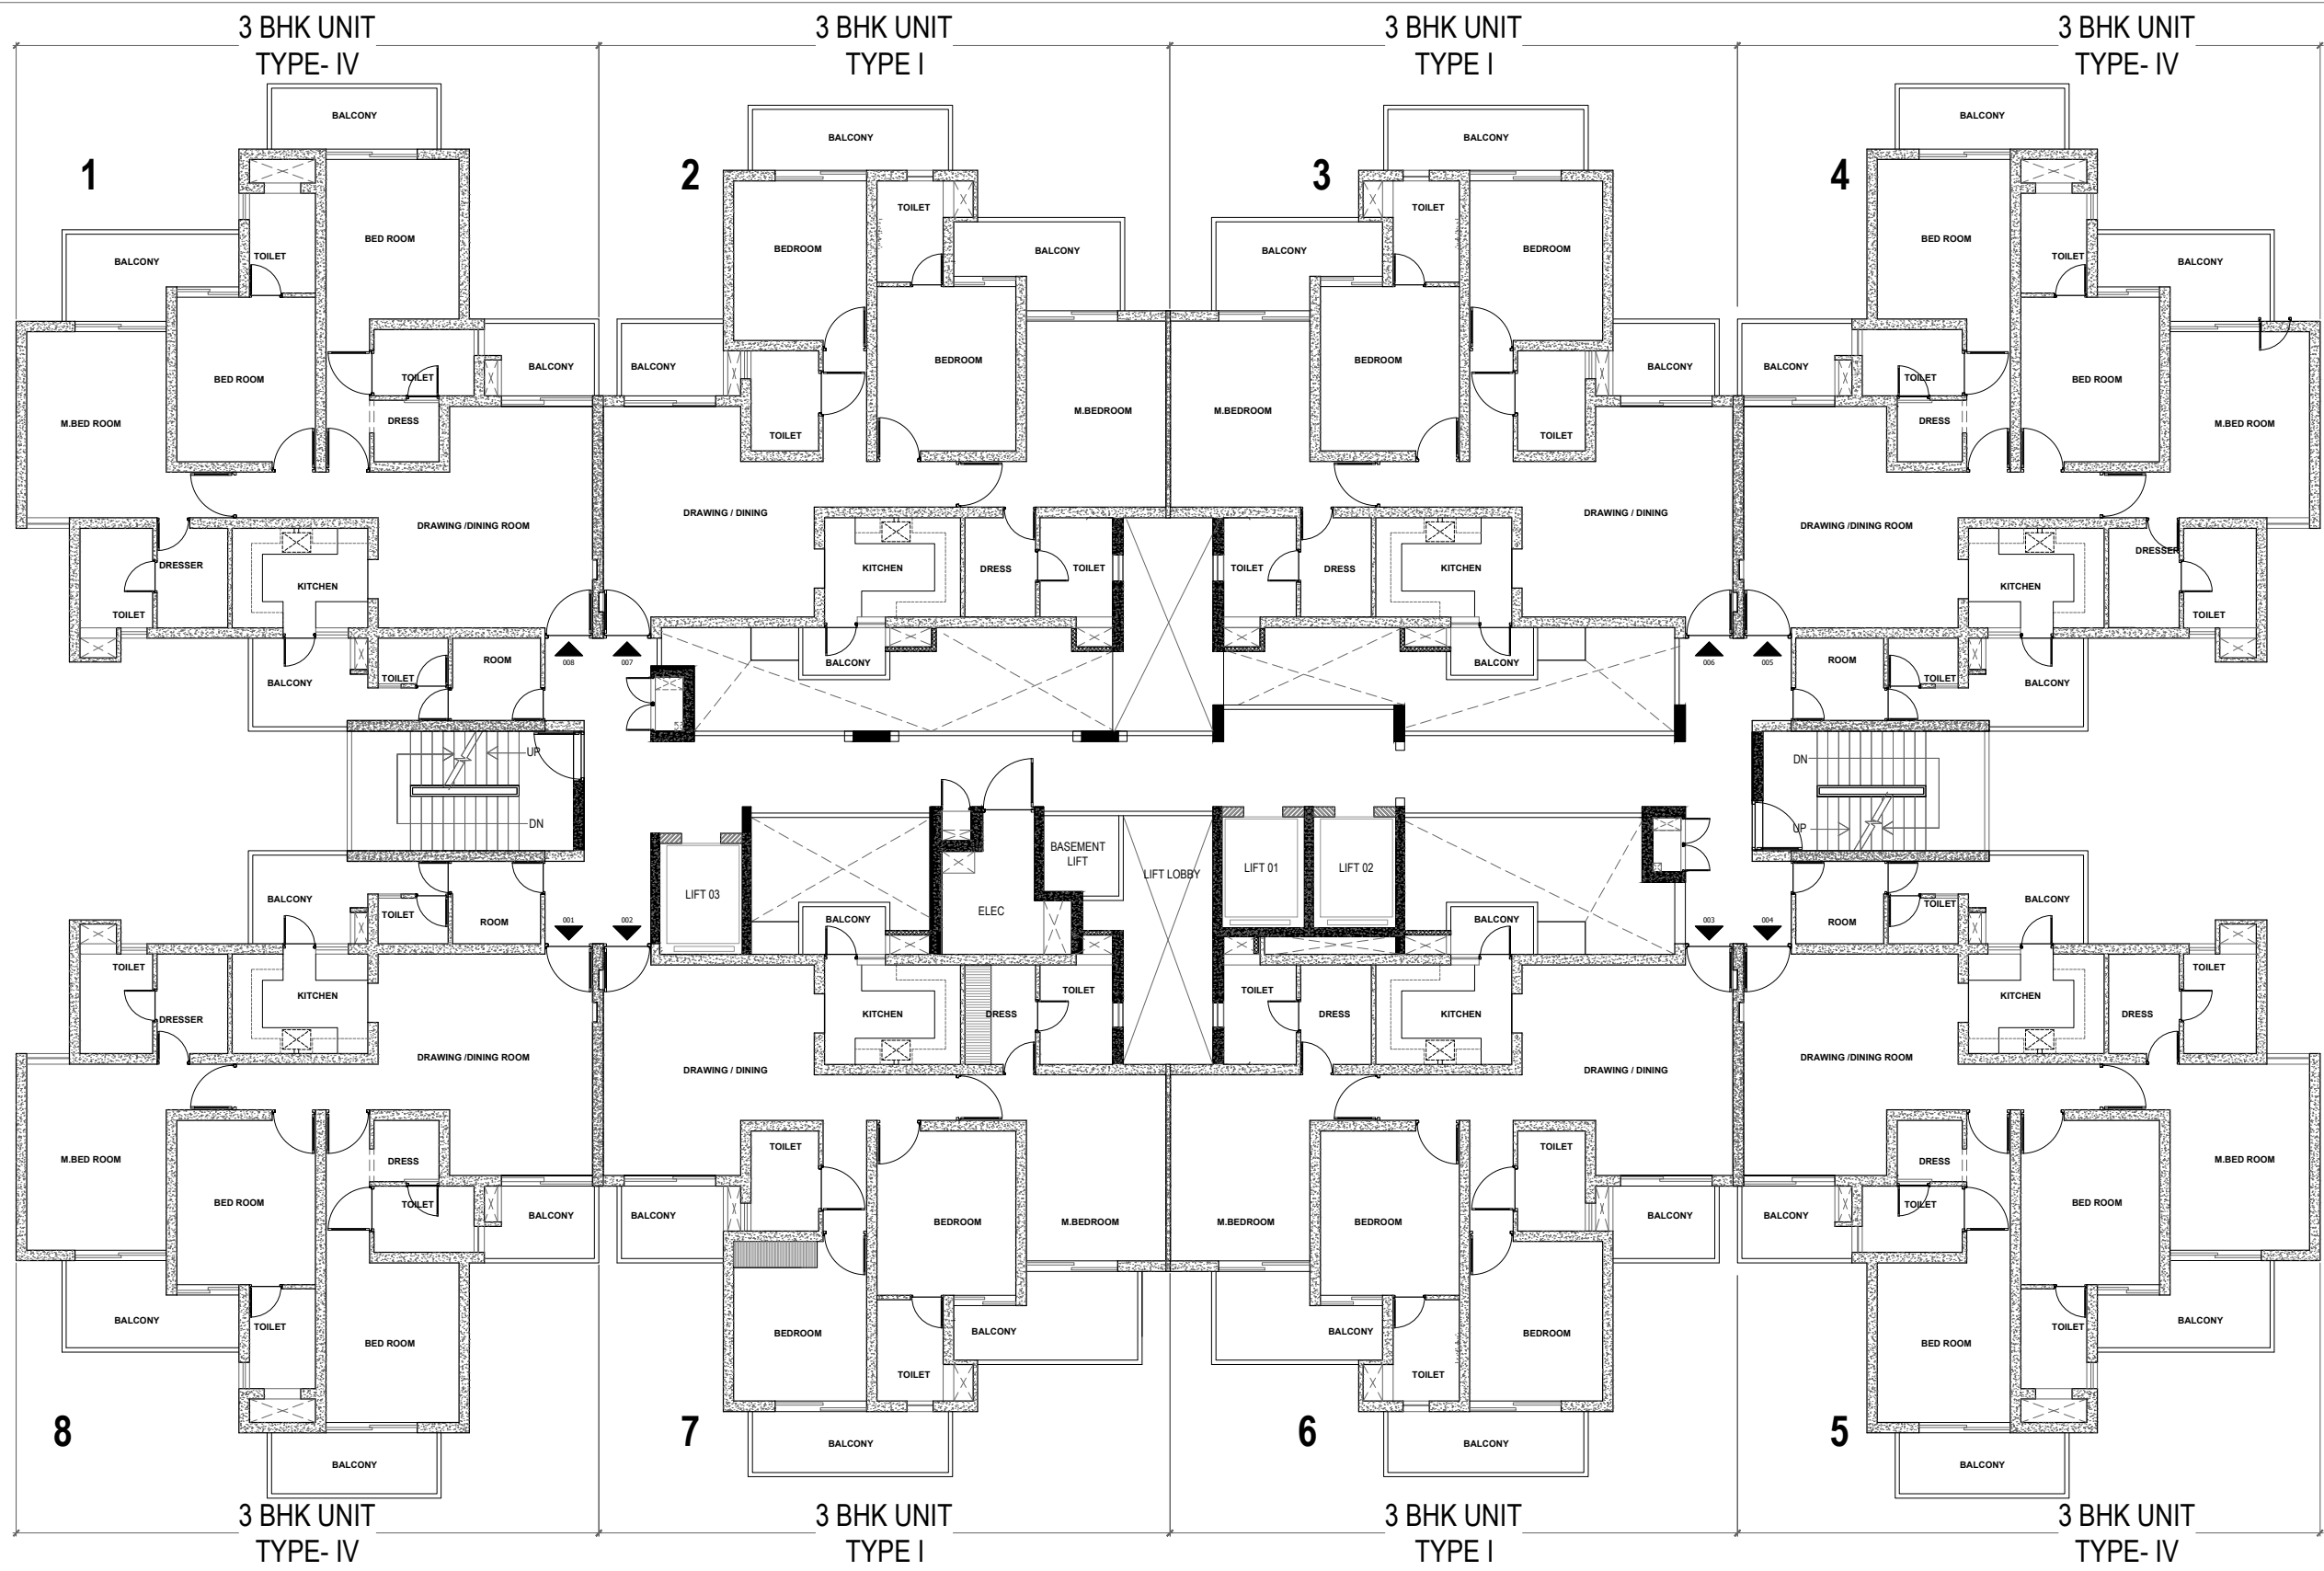 3 BHK UNIT
TYPE- IV
3 BHK UNIT
TYPE I
3 BHK UNIT
TYPE I
3 BHK UNIT
TYPE- IV
1
BALCONY
BALCONY
TOILET
BED ROOM
BED ROOM
M.BED ROOM
TOILET
DRESS
BALCONY
DRAWING /DINING ROOM
DRESSER
TOILET
KITCHEN
BALCONY
TOILET
ROOM
008
2
BALCONY
BEDROOM
TOILET
BALCONY
BALCONY
BEDROOM
M.BEDROOM
TOILET
DRAWING / DINING
KITCHEN
DRESS
TOILET
BALCONY
007
3
BALCONY
BALCONY
TOILET
BEDROOM
M.BEDROOM
BEDROOM
BALCONY
TOILET
DRAWING / DINING
TOILET
DRESS
KITCHEN
BALCONY
006
4
BALCONY
BED ROOM
TOILET
BALCONY
BALCONY
TOILET
BED ROOM
DRESS
M.BED ROOM
DRAWING /DINING ROOM
KITCHEN
DRESSER
TOILET
ROOM
TOILET
BALCONY
005
UP
DN
LIFT 03
ELEC
BASEMENT
LIFT
LIFT LOBBY
LIFT 01
LIFT 02
DN
UP
BALCONY
TOILET
ROOM
001
TOILET
DRESSER
KITCHEN
DRAWING /DINING ROOM
M.BED ROOM
BED ROOM
DRESS
TOILET
BALCONY
BALCONY
TOILET
BED ROOM
BALCONY
8
002
BALCONY
KITCHEN
DRESS
TOILET
DRAWING / DINING
TOILET
BALCONY
BEDROOM
M.BEDROOM
BEDROOM
BALCONY
TOILET
BALCONY
7
003
BALCONY
TOILET
DRESS
KITCHEN
DRAWING / DINING
TOILET
M.BEDROOM
BEDROOM
BALCONY
BALCONY
BEDROOM
TOILET
BALCONY
6
004
ROOM
TOILET
BALCONY
KITCHEN
DRESS
TOILET
DRAWING /DINING ROOM
DRESS
M.BED ROOM
BALCONY
TOILET
BED ROOM
BED ROOM
TOILET
BALCONY
BALCONY
5
3 BHK UNIT
TYPE- IV
3 BHK UNIT
TYPE I
3 BHK UNIT
TYPE I
3 BHK UNIT
TYPE- IV